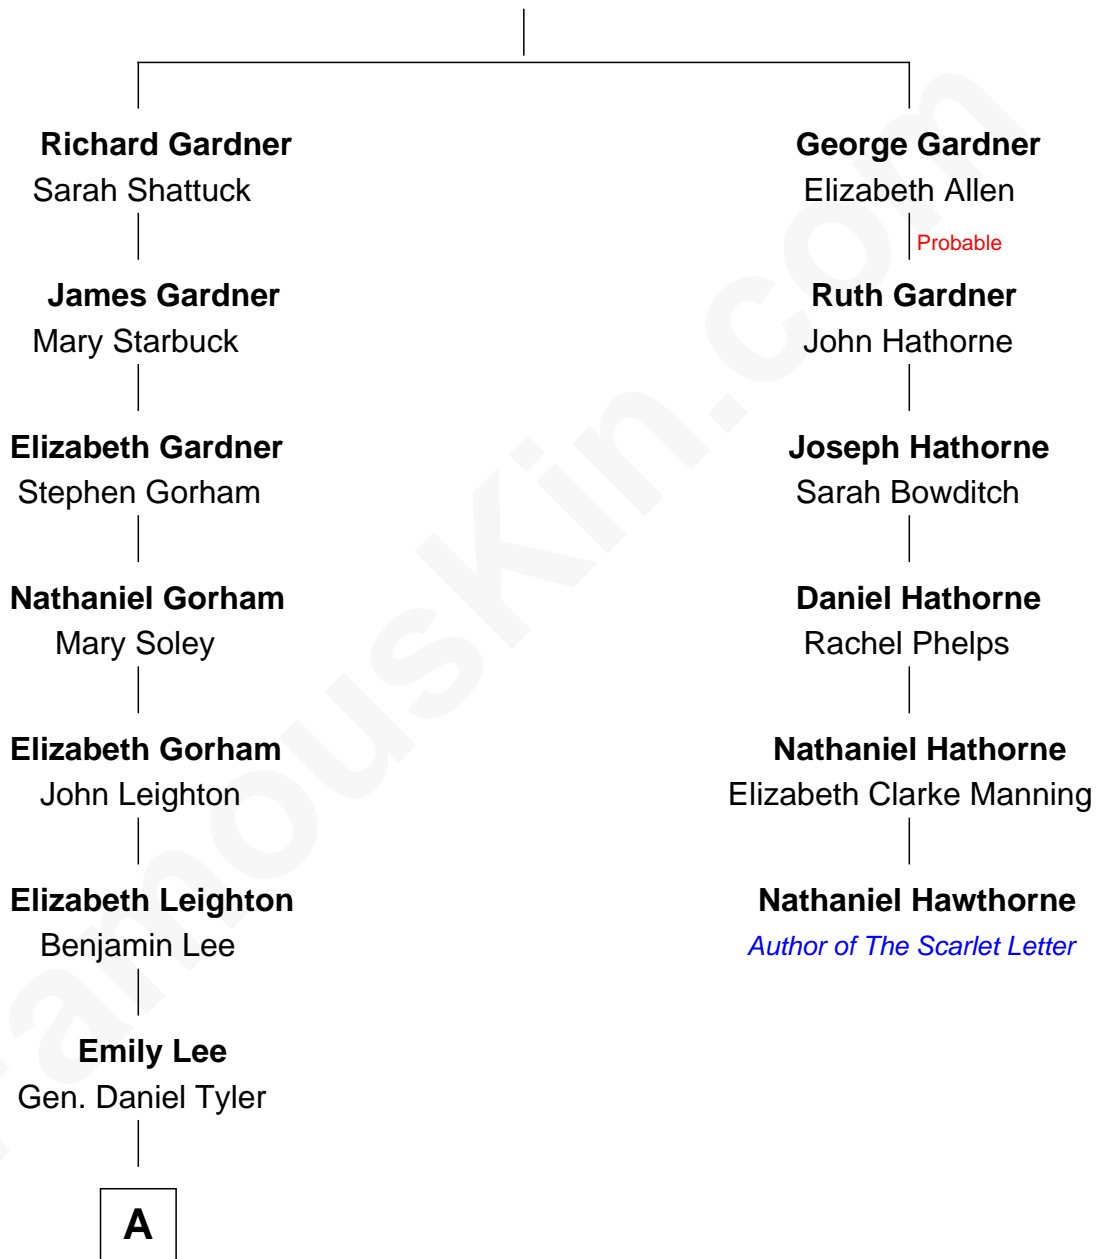 Richard Gardner
Sarah Shattuck
James Gardner
Mary Starbuck
Elizabeth Gardner
Stephen Gorham
Nathaniel Gorham
Mary Soley
Elizabeth Gorham
John Leighton
Elizabeth Leighton
Benjamin Lee
Emily Lee
Gen. Daniel Tyler
A
George Gardner
Elizabeth Allen
Probable
Ruth Gardner
John Hathorne
Joseph Hathorne
Sarah Bowditch
Daniel Hathorne
Rachel Phelps
Nathaniel Hathorne
Elizabeth Clarke Manning
Nathaniel Hawthorne
Author of The Scarlet Letter
FamousKin.com